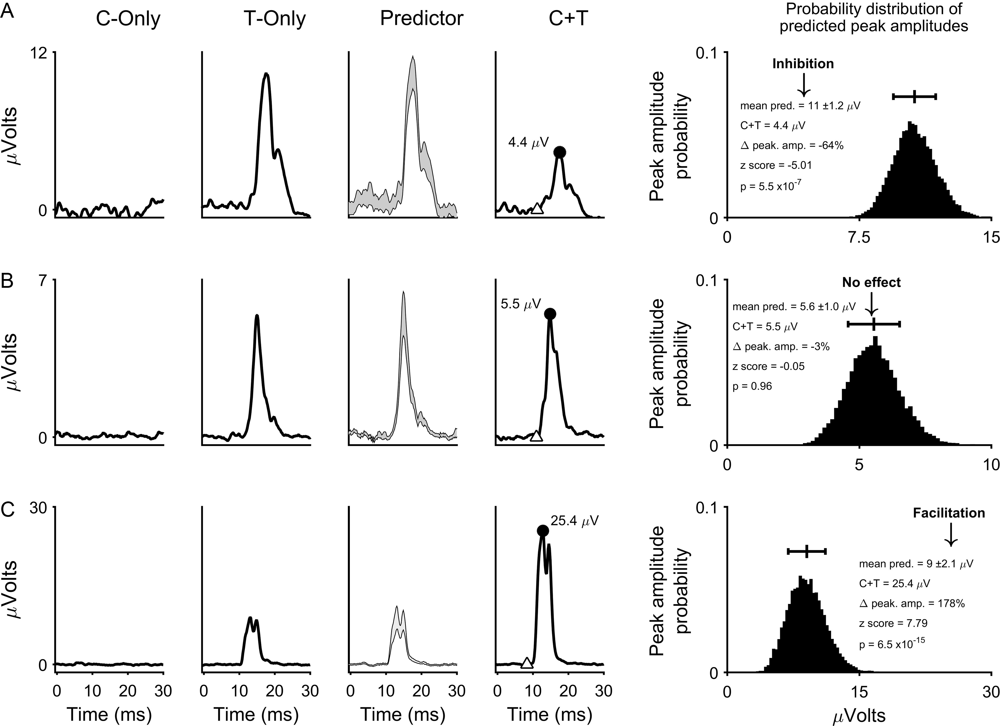 A
C-Only
T-Only
Predictor
C+T
Probability distribution of
predicted peak amplitudes
12
0
μVolts
4.4 μV
Peak amplitude
probability
0.1
0
Inhibition
mean pred. = 11 ±1.2 μV
C+T = 4.4 μV
Δ peak. amp. = -64%
z score = -5.01
p = 5.5 x10-7
0
7.5
15
B
7
0
μVolts
5.5 μV
Peak amplitude
probability
0.1
0
No effect
mean pred. = 5.6 ±1.0 μV
C+T = 5.5 μV
Δ peak. amp. = -3%
z score = -0.05
p = 0.96
0
5
10
C
30
0
μVolts
25.4 μV
Peak amplitude
probability
0.1
0
Facilitation
mean pred. = 9 ±2.1 μV
C+T = 25.4 μV
Δ peak. amp. = 178%
z score = 7.79
p = 6.5 x10-15
0 10 20 30
0 10 20 30
0 10 20 30
0 10 20 30
0
15
30
Time (ms)
Time (ms)
Time (ms)
Time (ms)
μVolts